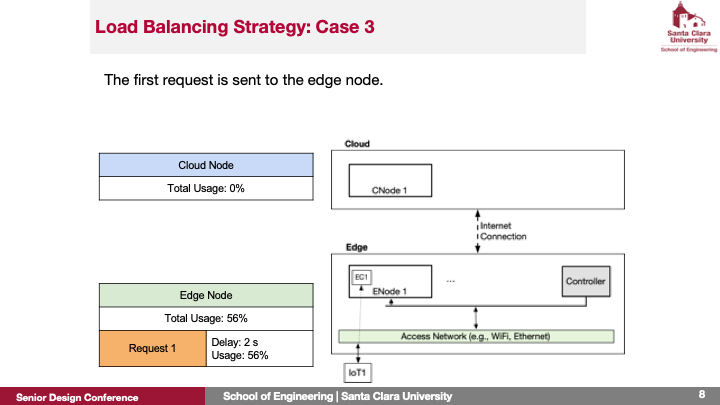 Load Balancing Strategy: Case 3
Santa Clara
University
School of Engineering
The first request is sent to the edge node.
Cloud Node
Total Usage: 0%
Cloud
CNode 1
Internet
Connection
Edge
EC1
ENode 1
...
Controller
Access Network (e.g., WiFi, Ethernet)
IoT1
Edge Node
Total Usage: 56%
Request 1
Delay: 2 s
Usage: 56%
Senior Design Conference
School of Engineering | Santa Clara University
8